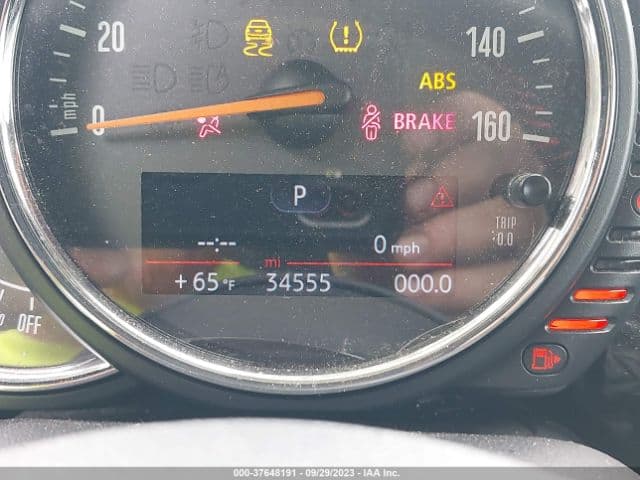 20
140
ABS
mph
0
BRAKE
160
P
TRIP
0.0
--:--
0 mph
mi
+65°F
34555
000.0
OFF
000-37648191 - 09/29/2023 - IAA Inc.